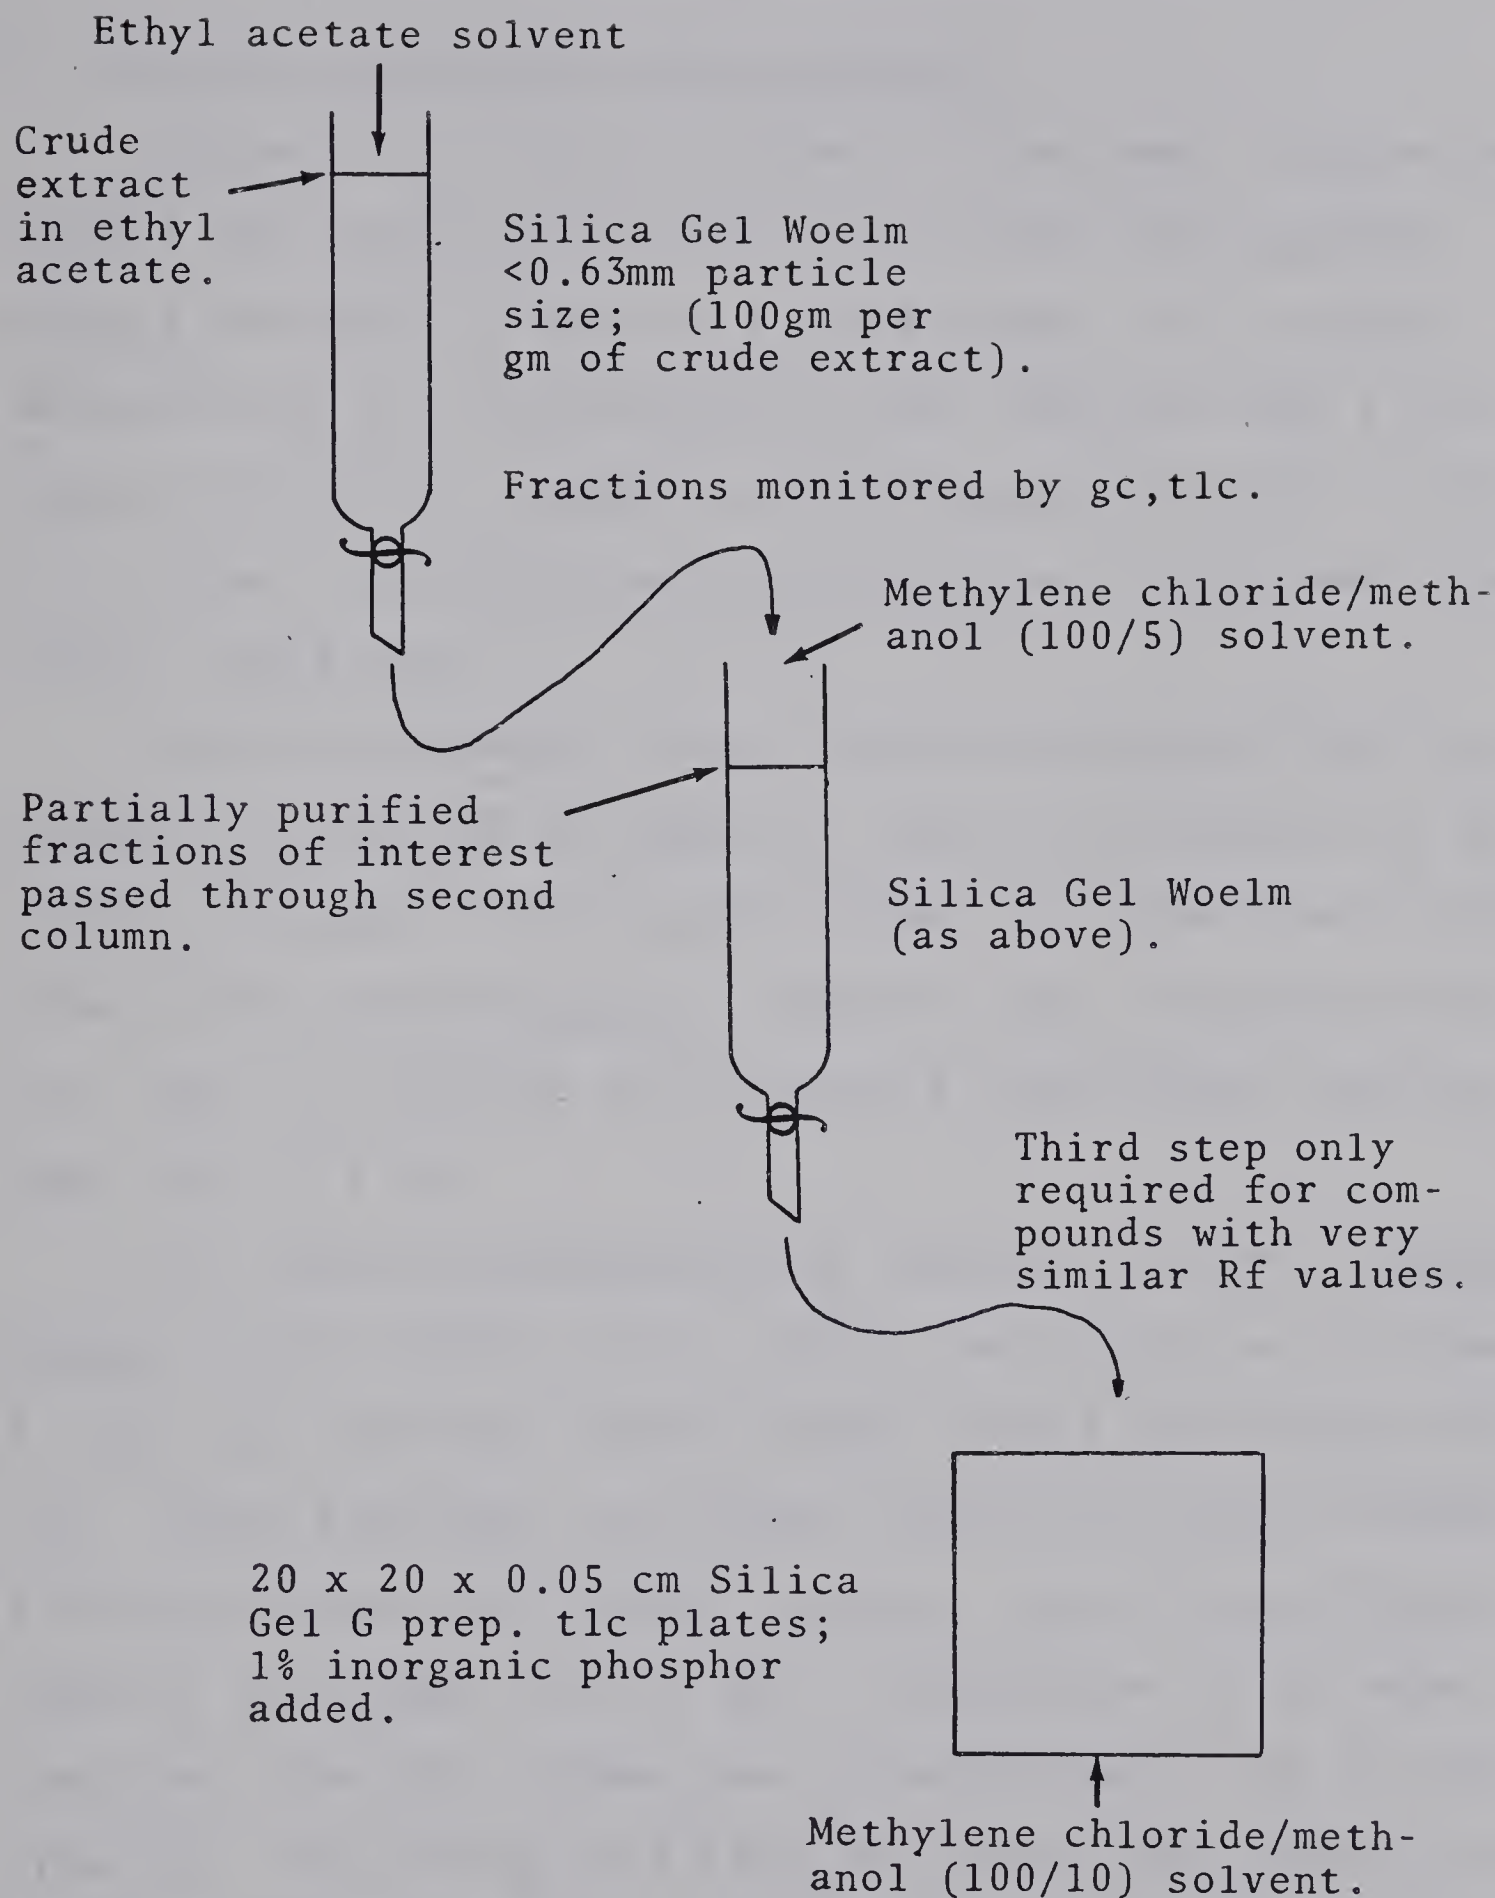 Ethyl acetate solvent
Crude
extract
in ethyl
acetate.
Silica Gel Woelm
<0.63mm particle
size; (100gm per
gm of crude extract).
Fractions monitored by gc,tlc.
Methylene chloride/meth-
anol (100/5) solvent.
Partially purified
fractions of interest
passed through second
column.
Silica Gel Woelm
(as above).
Third step only
required for com-
pounds with very
similar Rf values.
20 x 20 x 0.05 cm Silica
Gel G prep. tlc plates;
1% inorganic phosphor
added.
Methylene chloride/meth-
anol (100/10) solvent.